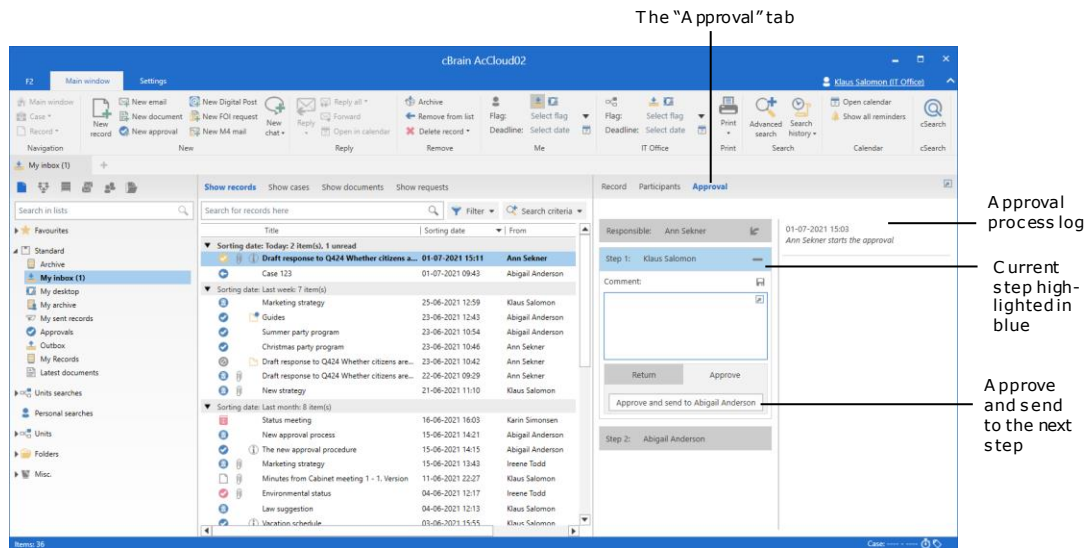 The “Approval” tab
cBrain AcCloud02
F2 Main window Settings
Klaus Salomon (IT Office)
Main window
Case
Record
Navigation
New record
New email
New document
New approval
New Digital Post
New FOI request
New M4 mail
New chat
New
Reply
Reply all
Forward
Open in calendar
Reply
Archive
Remove from list
Delete record
Remove
Flag: Select flag
Deadline: Select date
Me
Flag: Select flag
Deadline: Select date
IT Office
Print
Print
Advanced search
Search history
Search
Open calendar
Show all reminders
Calendar
cSearch
cSearch
My inbox (1)
Search in lists
Favourites
Standard
Archive
My inbox (1)
My desktop
My archive
My sent records
Approvals
Outbox
My Records
Latest documents
Units searches
Personal searches
Units
Folders
Misc.
Show records Show cases Show documents Show requests
Search for records here Filter Search criteria
Title Sorting date From
Sorting date: Today: 2 item(s), 1 unread
Draft response to Q424 Whether citizens a... 01-07-2021 15:11 Ann Sekner
Case 123 01-07-2021 09:43 Abigail Anderson
Sorting date: Last week: 7 item(s)
Marketing strategy 25-06-2021 12:59 Klaus Salomon
Guides 23-06-2021 12:43 Abigail Anderson
Summer party program 23-06-2021 10:54 Abigail Anderson
Christmas party program 23-06-2021 10:46 Ann Sekner
Draft response to Q424 Whether citizens are... 23-06-2021 10:42 Ann Sekner
Draft response to Q424 Whether citizens are... 22-06-2021 09:29 Ann Sekner
New strategy 21-06-2021 11:10 Klaus Salomon
Sorting date: Last month: 8 item(s)
Status meeting 16-06-2021 16:03 Karin Simonsen
New approval process 15-06-2021 14:21 Abigail Anderson
The new approval procedure 15-06-2021 14:15 Abigail Anderson
Marketing strategy 15-06-2021 13:43 Ireene Todd
Minutes from Cabinet meeting 1 - 1. Version 11-06-2021 22:27 Klaus Salomon
Environmental status 04-06-2021 12:17 Ireene Todd
Law suggestion 04-06-2021 12:13 Klaus Salomon
Vacation schedule 03-06-2021 15:55 Klaus Salomon
Record Participants Approval
Responsible: Ann Sekner
Step 1: Klaus Salomon
Comment:
Return Approve
Approve and send to Abigail Anderson
Step 2: Abigail Anderson
01-07-2021 15:03
Ann Sekner starts the approval
Approval
process log
Current
step high-
lighted in
blue
Approve
and send
to the next
step
Items: 36
Case: --- - ---